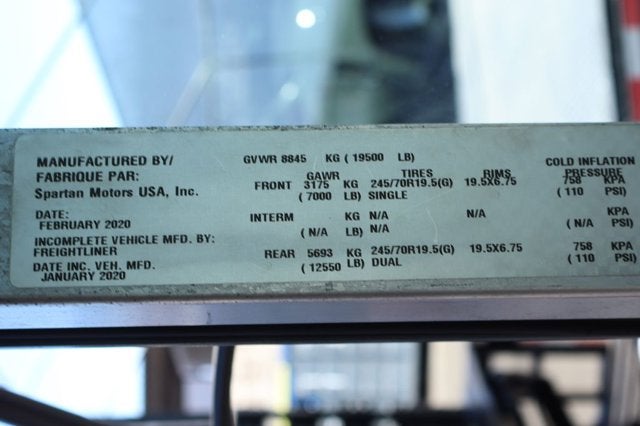 MANUFACTURED BY/ GVWR 8845 KG ( 19500 LB)
FABRIQUE PAR: GAWR TIRES RIMS COLD INFLATION PRESSURE
Spartan Motors USA, Inc. FRONT 3175 KG 245/70R19.5(G) 19.5X6.75 758 KPA
( 7000 LB) SINGLE ( 110 PSI)
DATE: INTERM KG N/A N/A KPA
FEBRUARY 2020 ( N/A LB) N/A ( N/A PSI)
INCOMPLETE VEHICLE MFD. BY:
FREIGHTLINER REAR 5693 KG 245/70R19.5(G) 19.5X6.75 758 KPA
DATE INC. VEH. MFD. ( 12550 LB) DUAL ( 110 PSI)
JANUARY 2020